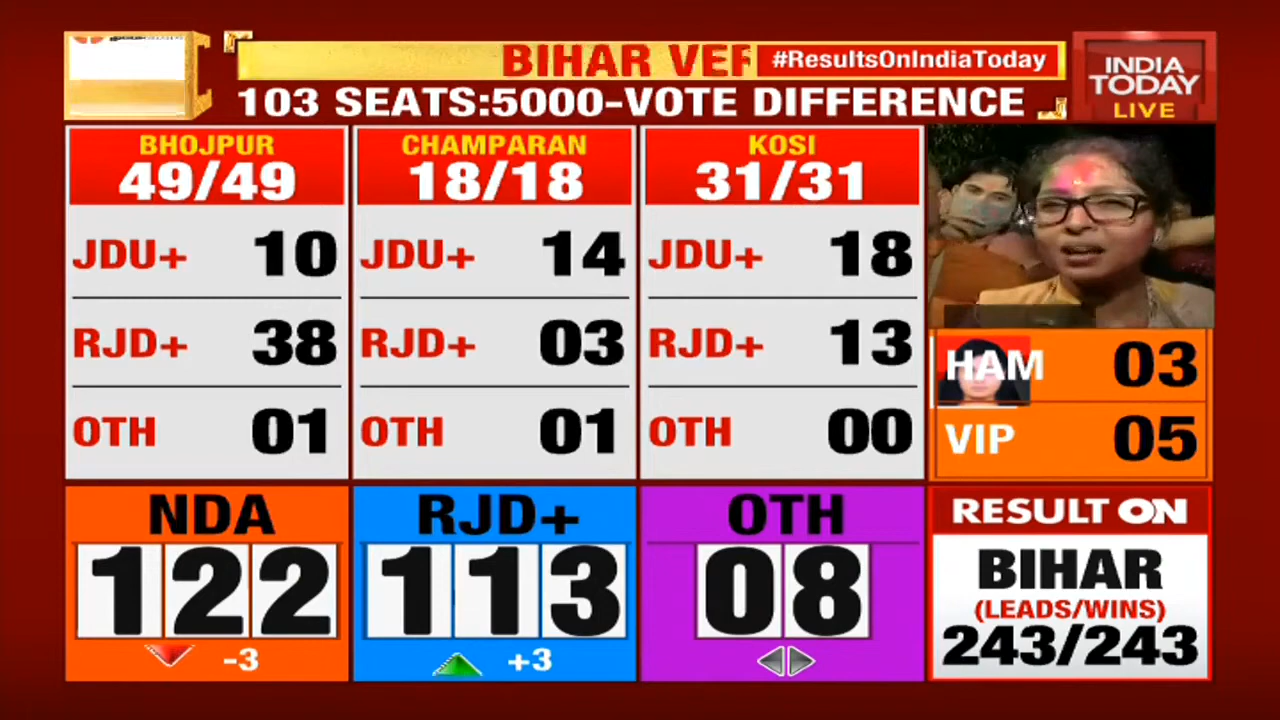 BIHAR VER
#ResultsOnIndiaToday
INDIA
TODAY
LIVE
103 SEATS:5000-VOTE DIFFERENCE
BHOJPUR
49/49
JDU+ 10
RJD+ 38
OTH 01
CHAMPARAN
18/18
JDU+ 14
RJD+ 03
OTH 01
KOSI
31/31
JDU+ 18
RJD+ 13
OTH 00
HAM 03
VIP 05
NDA
122
-3
RJD+
113
+3
OTH
08
RESULT ON
BIHAR
(LEADS/WINS)
243/243